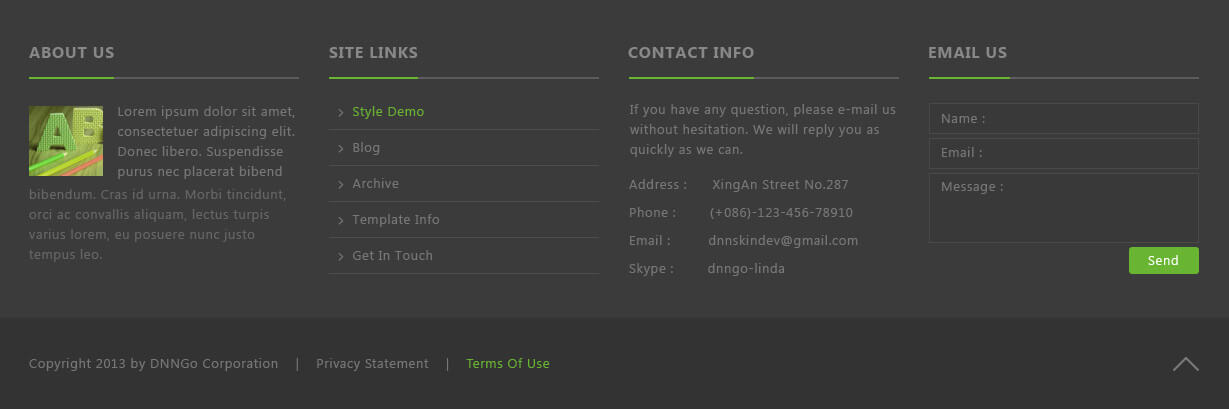 ABOUT US
AB
Lorem ipsum dolor sit amet,
consectetuer adipiscing elit.
Donec libero. Suspendisse
purus nec placerat bibend
bibendum. Cras id urna. Morbi tincidunt,
orci ac convallis aliquam, lectus turpis
varius lorem, eu posuere nunc justo
tempus leo.
SITE LINKS
Style Demo
Blog
Archive
Template Info
Get In Touch
CONTACT INFO
If you have any question, please e-mail us
without hesitation. We will reply you as
quickly as we can.
Address : XingAn Street No.287
Phone : (+086)-123-456-78910
Email : dnnskindev@gmail.com
Skype : dnngo-linda
EMAIL US
Name :
Email :
Message :
Send
Copyright 2013 by DNNGo Corporation | Privacy Statement | Terms Of Use